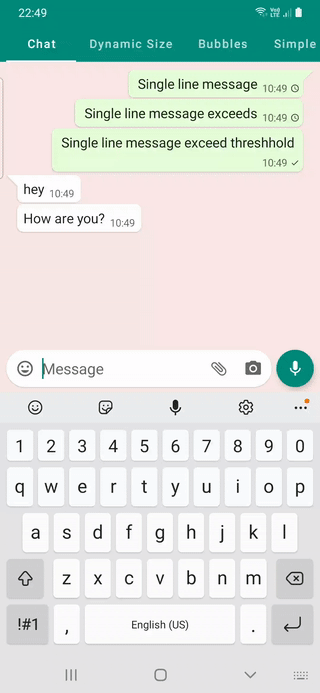 22:49
Chat Dynamic Size Bubbles Simple
Single line message 10:49
Single line message exceeds 10:49
Single line message exceed threshhold
10:49
hey 10:49
How are you? 10:49
Message
1 2 3 4 5 6 7 8 9 0
q w e r t y u i o p
a s d f g h j k l
z x c v b n m
!#1 , English (US) .